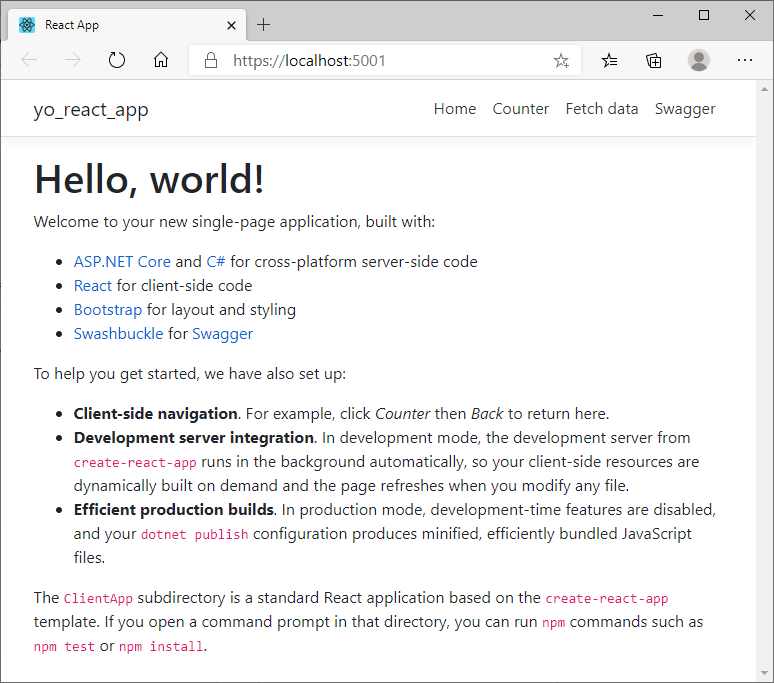 React App
https://localhost:5001
yo_react_app
Home Counter Fetch data Swagger
Hello, world!
Welcome to your new single-page application, built with:
ASP.NET Core and C# for cross-platform server-side code
React for client-side code
Bootstrap for layout and styling
Swashbuckle for Swagger
To help you get started, we have also set up:
Client-side navigation. For example, click Counter then Back to return here.
Development server integration. In development mode, the development server from
create-react-app runs in the background automatically, so your client-side resources are
dynamically built on demand and the page refreshes when you modify any file.
Efficient production builds. In production mode, development-time features are disabled,
and your dotnet publish configuration produces minified, efficiently bundled JavaScript
files.
The ClientApp subdirectory is a standard React application based on the create-react-app
template. If you open a command prompt in that directory, you can run npm commands such as
npm test or npm install.